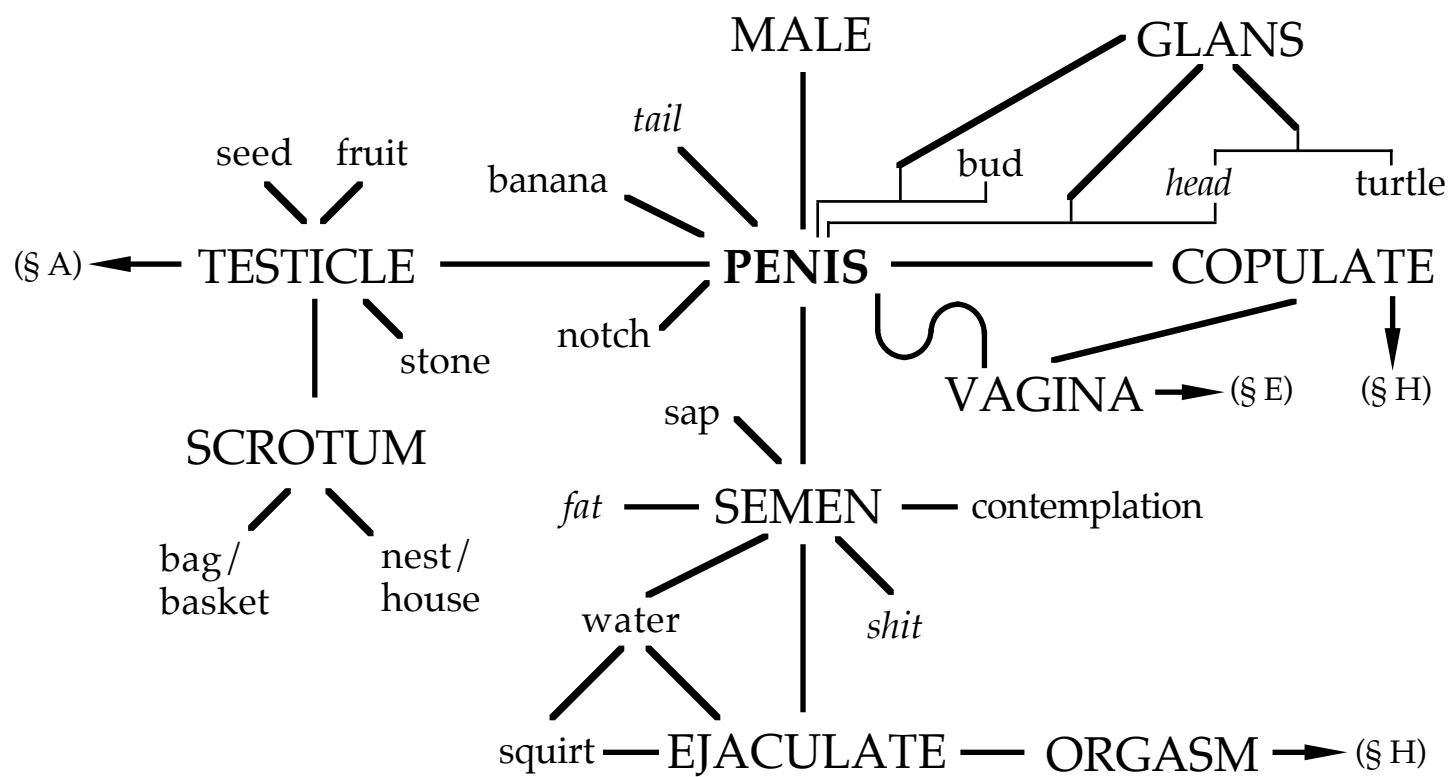 MALE
GLANS
tail
seed
fruit
bud
banana
head
turtle
(§ A)
TESTICLE
PENIS
COPULATE
notch
stone
VAGINA
(§ E)
(§ H)
sap
SCROTUM
fat
SEMEN
contemplation
bag/
basket
nest/
house
water
shit
squirt
EJACULATE
ORGASM
(§ H)